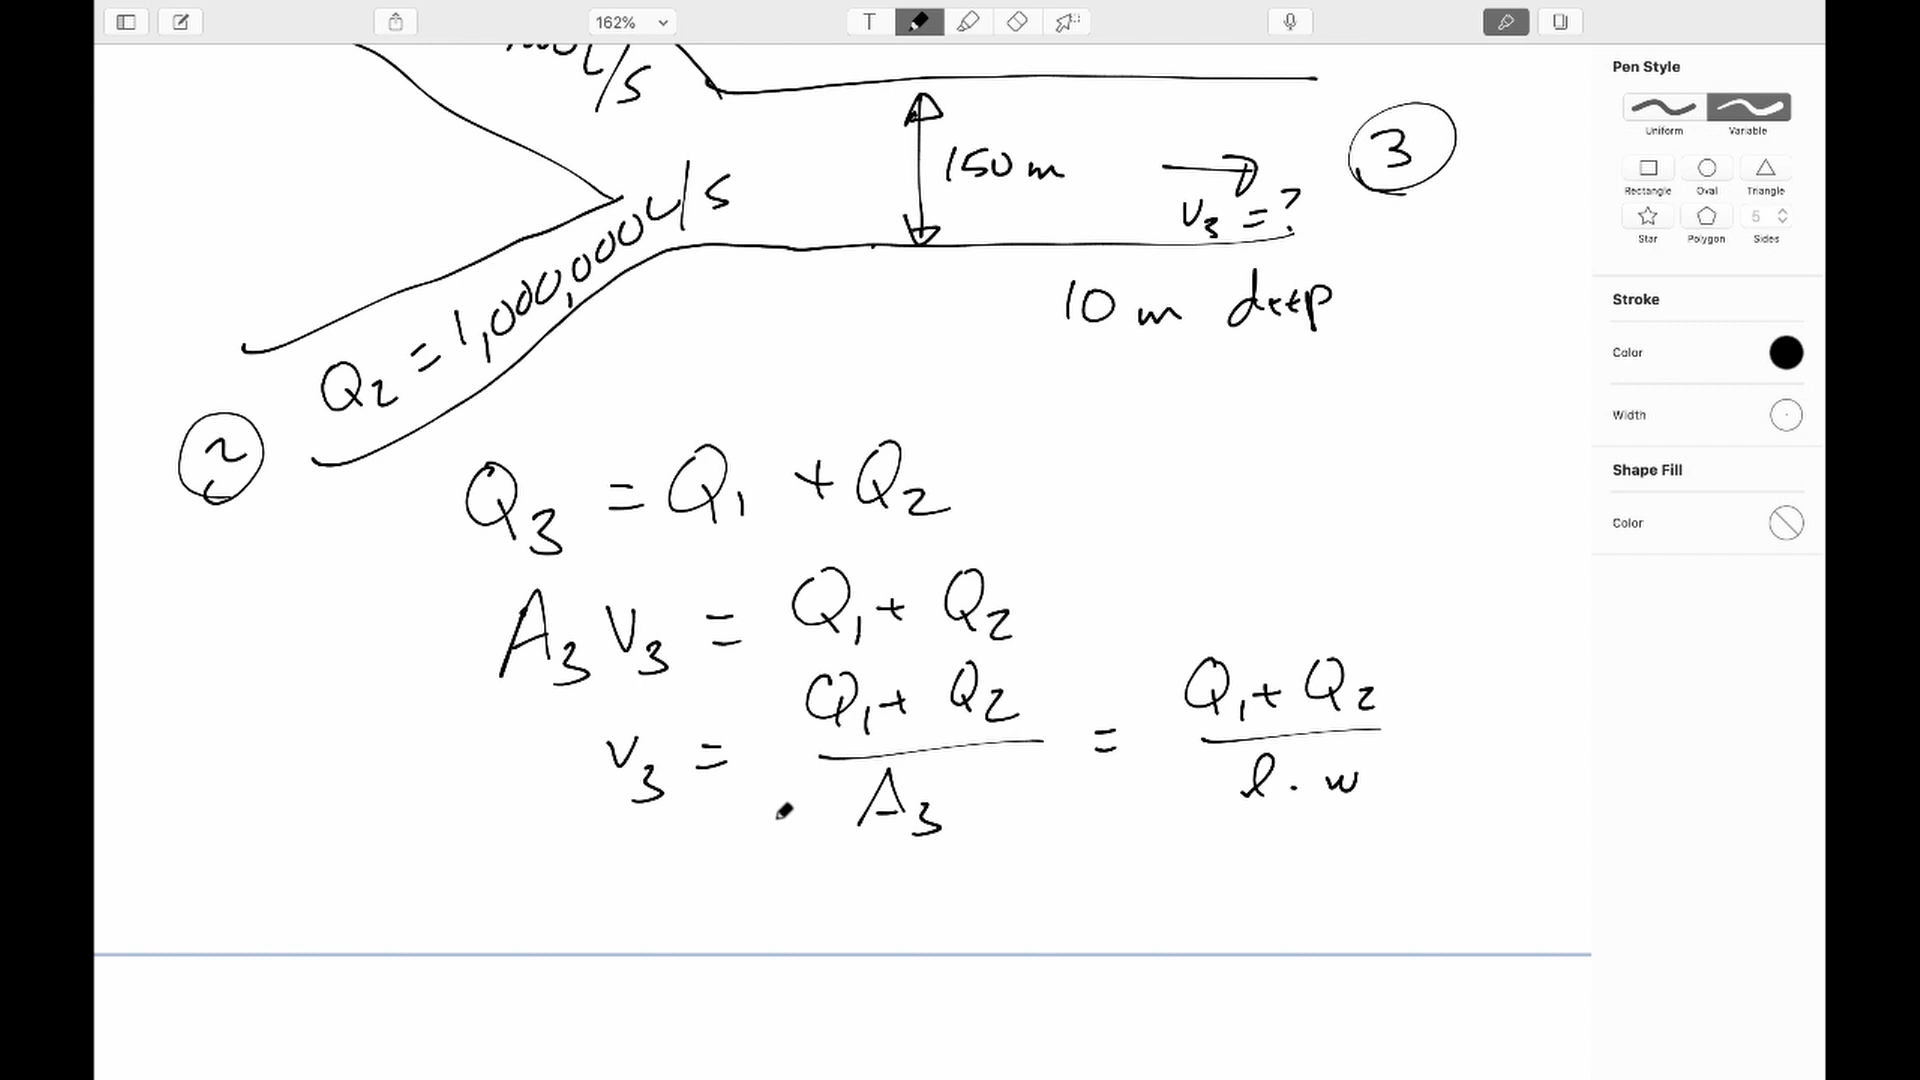 162%
T
L/S
150 m
3
v₃ = ?
10 m deep
Q₂ = 1,000,000 L/S
2
Q₃ = Q₁ + Q₂
A₃ v₃ = Q₁ + Q₂
v₃ = (Q₁ + Q₂)/A₃ = (Q₁ + Q₂)/(l · w)
Pen Style
Uniform Variable
Rectangle Oval Triangle
5
Star Polygon Sides
Stroke
Color
Width
Shape Fill
Color